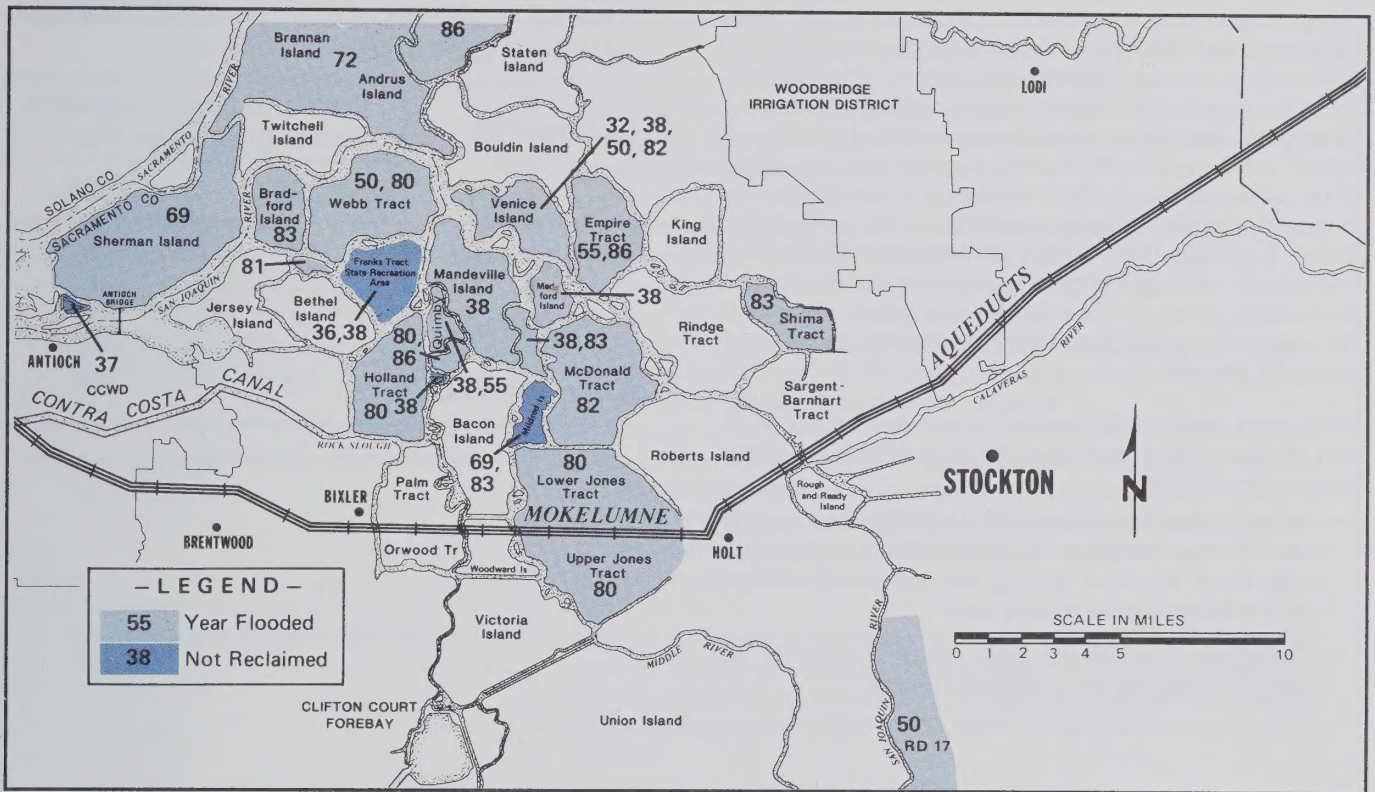 86
Brannan
Island
72
Andrus
Island
Staten
Island
WOODBRIDGE
IRRIGATION DISTRICT
LODI
RIVER
SACRAMENTO
SOLANO CO
SACRAMENTO CO
Twitchell
Island
Bouldin Island
32, 38,
50, 82
69
Sherman Island
RIVER
Brad-
ford
Island
83
50, 80
Webb Tract
Venice
Island
Empire
Tract
55,86
King
Island
81
Franks Tract
State Recreation
Area
Mandeville
Island
38
Med
ford
Island
38
83
Shima
Tract
ANTIOCH
BRIDGE
SAN JOAQUIN
Jersey
Island
Bethel
Island
36,38
Quimby
80,
86
38,83
Rindge
Tract
ANTIOCH
37
CCWD
CONTRA COSTA CANAL
Holland
Tract
80
38
38,55
McDonald
Tract
82
Sargent-
Barnhart
Tract
AQUEDUCTS
CALAVERAS
RIVER
Bacon
Island
Mildred Is
69,
83
ROCK SLOUGH
Roberts Island
80
Lower Jones
Tract
STOCKTON
N
Palm
Tract
Rough
and Ready
Island
BIXLER
MOKELUMNE
BRENTWOOD
Orwood Tr
HOLT
Woodward Is
Upper Jones
Tract
80
– LEGEND –
55 Year Flooded
38 Not Reclaimed
Victoria
Island
MIDDLE RIVER
RIVER
SCALE IN MILES
0 1 2 3 4 5 10
CLIFTON COURT
FOREBAY
Union Island
SAN JOAQUIN
50
RD 17